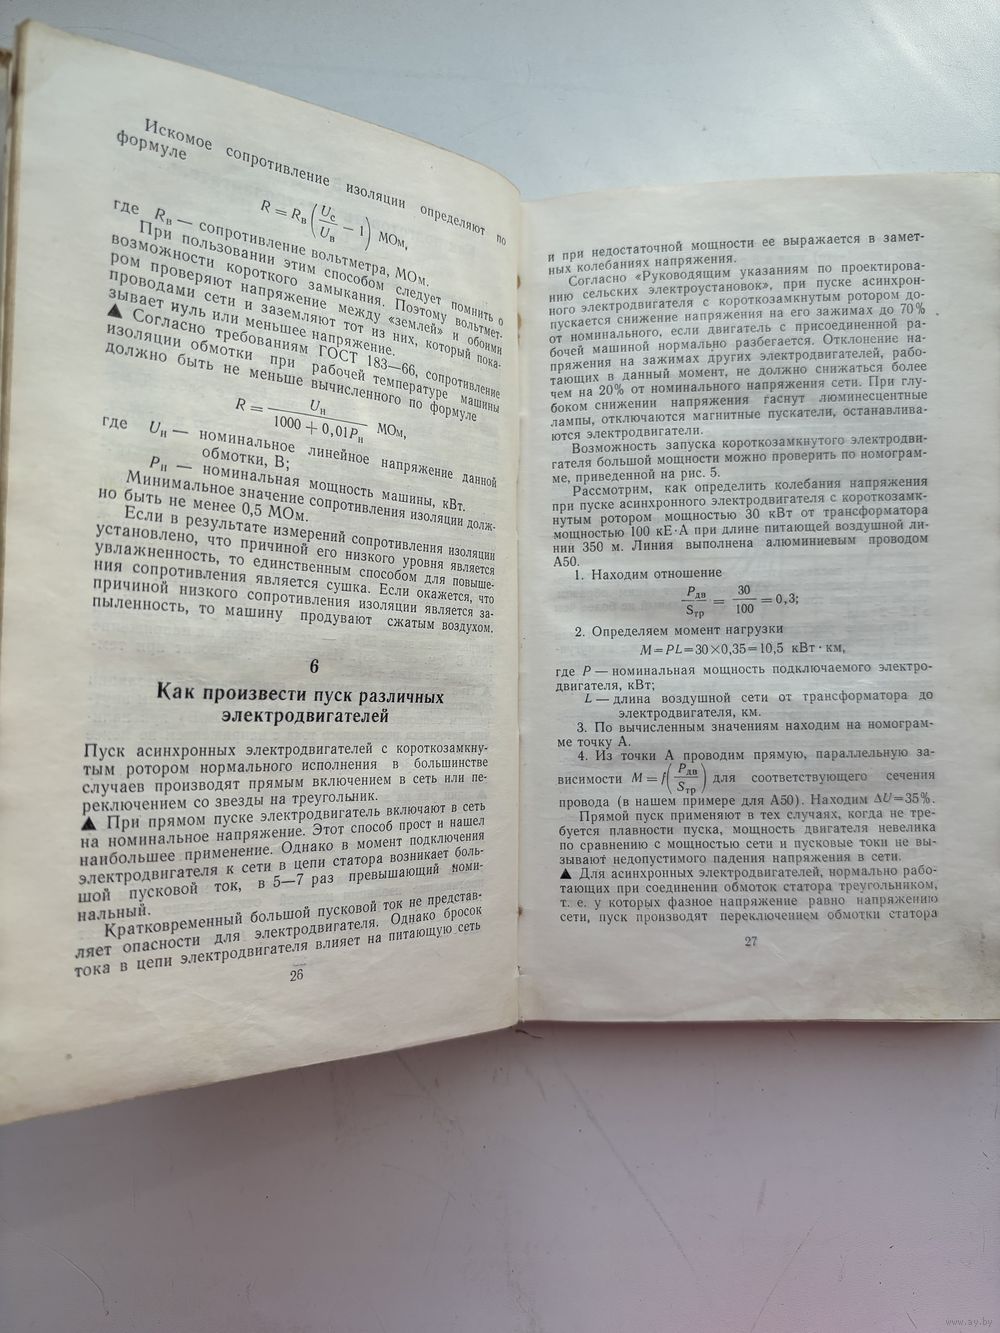 Искомое сопротивление изоляции определяют по
формуле
R = Rв (Uс/Uв − 1) МОм,
где Rв — сопротивление вольтметра, МОм.
При пользовании этим способом следует помнить о
возможности короткого замыкания. Поэтому вольтмет-
ром проверяют напряжение между «землей» и обоими
проводами сети и заземляют тот из них, который пока-
зывает нуль или меньшее напряжение.
▲ Согласно требованиям ГОСТ 183—66, сопротивление
изоляции обмотки при рабочей температуре машины
должно быть не меньше вычисленного по формуле
R = Uн/(1000 + 0,01Pн) МОм,
где Uн — номинальное линейное напряжение данной
обмотки, В;
Pн — номинальная мощность машины, кВт.
Минимальное значение сопротивления изоляции долж-
но быть не менее 0,5 МОм.
Если в результате измерений сопротивления изоляции
установлено, что причиной его низкого уровня является
увлажненность, то единственным способом для повыше-
ния сопротивления является сушка. Если окажется, что
причиной низкого сопротивления изоляции является за-
пыленность, то машину продувают сжатым воздухом.
6
Как произвести пуск различных
электродвигателей
Пуск асинхронных электродвигателей с короткозамкну-
тым ротором нормального исполнения в большинстве
случаев производят прямым включением в сеть или пе-
реключением со звезды на треугольник.
▲ При прямом пуске электродвигатель включают в сеть
на номинальное напряжение. Этот способ прост и нашел
наибольшее применение. Однако в момент подключения
электродвигателя к сети в цепи статора возникает боль-
шой пусковой ток, в 5—7 раз превышающий номи-
нальный.
Кратковременный большой пусковой ток не представ-
ляет опасности для электродвигателя. Однако бросок
тока в цепи электродвигателя влияет на питающую сеть
26
и при недостаточной мощности ее выражается в замет-
ных колебаниях напряжения.
Согласно «Руководящим указаниям по проектирова-
нию сельских электроустановок», при пуске асинхрон-
ного электродвигателя с короткозамкнутым ротором до-
пускается снижение напряжения на его зажимах до 70%
от номинального, если двигатель с присоединенной ра-
бочей машиной нормально разбегается. Отклонение на-
пряжения на зажимах других электродвигателей, рабо-
тающих в данный момент, не должно снижаться более
чем на 20% от номинального напряжения сети. При глу-
боком снижении напряжения гаснут люминесцентные
лампы, отключаются магнитные пускатели, останавлива-
ются электродвигатели.
Возможность запуска короткозамкнутого электродви-
гателя большой мощности можно проверить по номограм-
ме, приведенной на рис. 5.
Рассмотрим, как определить колебания напряжения
при пуске асинхронного электродвигателя с короткозамк-
нутым ротором мощностью 30 кВт от трансформатора
мощностью 100 кЕ·А при длине питающей воздушной ли-
нии 350 м. Линия выполнена алюминиевым проводом
А50.
1. Находим отношение
Pдв/Sтр = 30/100 = 0,3;
2. Определяем момент нагрузки
M=PL=30×0,35=10,5 кВт·км,
где P — номинальная мощность подключаемого электро-
двигателя, кВт;
L — длина воздушной сети от трансформатора до
электродвигателя, км.
3. По вычисленным значениям находим на номограм-
ме точку А.
4. Из точки А проводим прямую, параллельную за-
висимости M=f(Pдв/Sтр) для соответствующего сечения
провода (в нашем примере для А50). Находим ΔU=35%.
Прямой пуск применяют в тех случаях, когда не тре-
буется плавности пуска, мощность двигателя невелика
по сравнению с мощностью сети и пусковые токи не вы-
зывают недопустимого падения напряжения в сети.
▲ Для асинхронных электродвигателей, нормально рабо-
тающих при соединении обмоток статора треугольником,
т. е. у которых фазное напряжение равно напряжению
сети, пуск производят переключением обмотки статора
27
www.ay.by